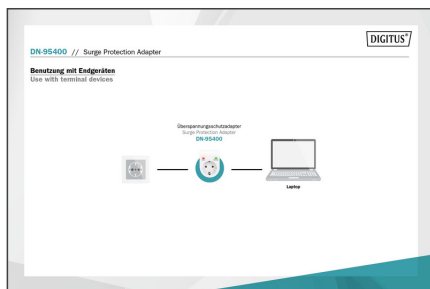 DIGITUS®
DN-95400 // Surge Protection Adapter
Benutzung mit Endgeräten
Use with terminal devices
Überspannungsschutzadapter
Surge Protection Adapter
DN-95400
Laptop